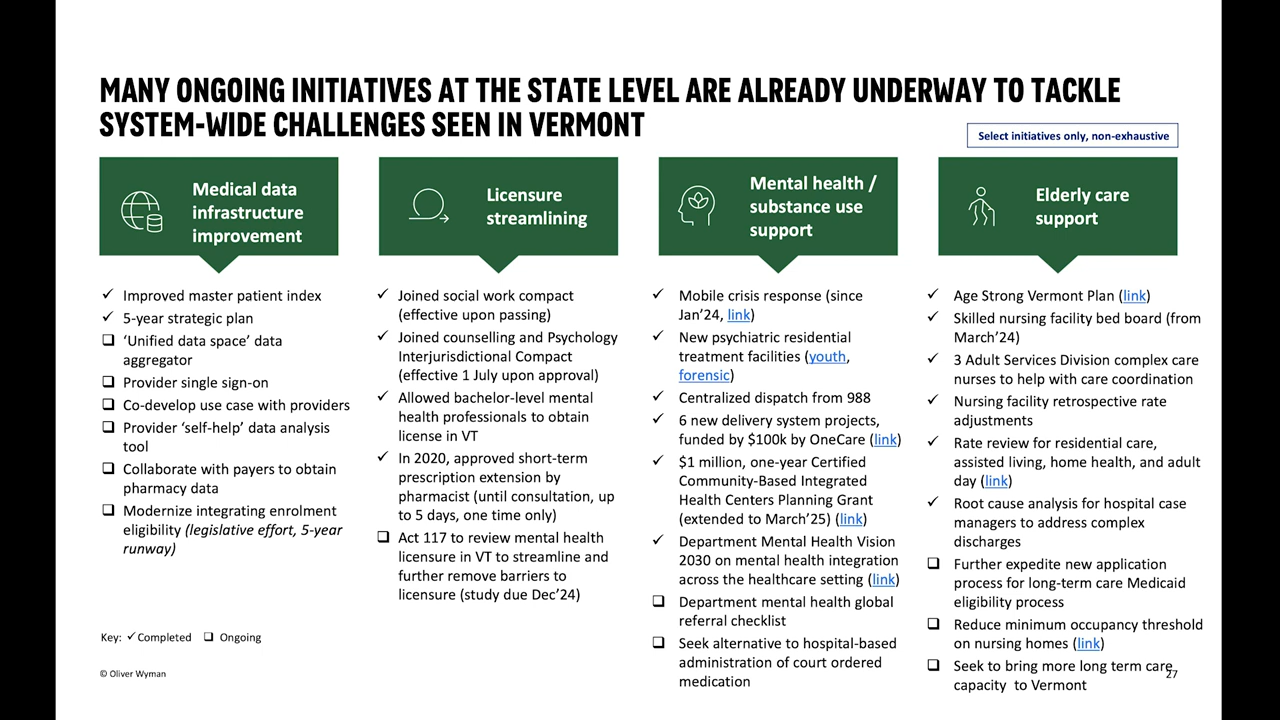 MANY ONGOING INITIATIVES AT THE STATE LEVEL ARE ALREADY UNDERWAY TO TACKLE
SYSTEM-WIDE CHALLENGES SEEN IN VERMONT
Select initiatives only, non-exhaustive
Medical data
infrastructure
improvement
✓ Improved master patient index
✓ 5-year strategic plan
❑ ‘Unified data space’ data
aggregator
❑ Provider single sign-on
❑ Co-develop use case with providers
❑ Provider ‘self-help’ data analysis
tool
❑ Collaborate with payers to obtain
pharmacy data
❑ Modernize integrating enrolment
eligibility (legislative effort, 5-year
runway)
Licensure
streamlining
✓ Joined social work compact
(effective upon passing)
✓ Joined counselling and Psychology
Interjurisdictional Compact
(effective 1 July upon approval)
✓ Allowed bachelor-level mental
health professionals to obtain
license in VT
✓ In 2020, approved short-term
prescription extension by
pharmacist (until consultation, up
to 5 days, one time only)
❑ Act 117 to review mental health
licensure in VT to streamline and
further remove barriers to
licensure (study due Dec’24)
Mental health /
substance use
support
✓ Mobile crisis response (since
Jan’24, link)
✓ New psychiatric residential
treatment facilities (youth,
forensic)
✓ Centralized dispatch from 988
✓ 6 new delivery system projects,
funded by $100k by OneCare (link)
✓ $1 million, one-year Certified
Community-Based Integrated
Health Centers Planning Grant
(extended to March’25) (link)
✓ Department Mental Health Vision
2030 on mental health integration
across the healthcare setting (link)
❑ Department mental health global
referral checklist
❑ Seek alternative to hospital-based
administration of court ordered
medication
Elderly care
support
✓ Age Strong Vermont Plan (link)
✓ Skilled nursing facility bed board (from
March’24)
✓ 3 Adult Services Division complex care
nurses to help with care coordination
✓ Nursing facility retrospective rate
adjustments
✓ Rate review for residential care,
assisted living, home health, and adult
day (link)
✓ Root cause analysis for hospital case
managers to address complex
discharges
❑ Further expedite new application
process for long-term care Medicaid
eligibility process
❑ Reduce minimum occupancy threshold
on nursing homes (link)
❑ Seek to bring more long term care
capacity to Vermont
Key: ✓ Completed ❑ Ongoing
© Oliver Wyman
27